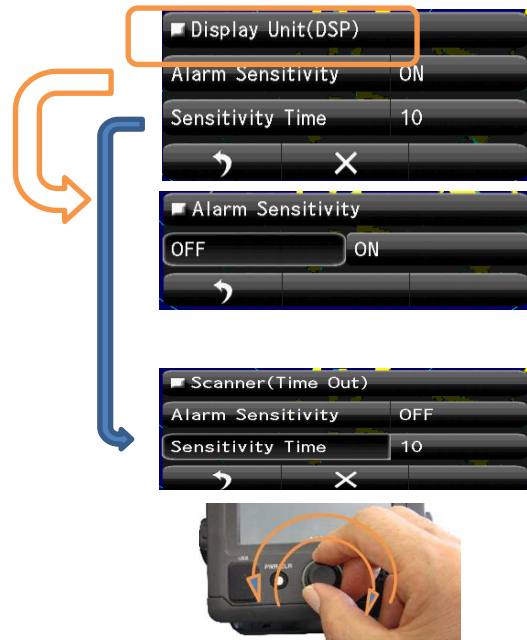 Display Unit(DSP)
Alarm Sensitivity ON
Sensitivity Time 10
Alarm Sensitivity
OFF ON
Scanner(Time Out)
Alarm Sensitivity OFF
Sensitivity Time 10
PWR/CLR